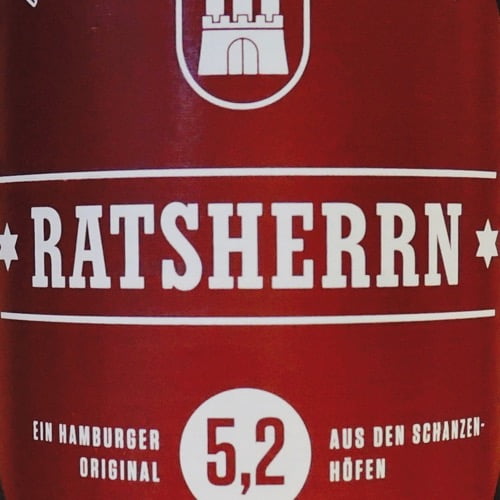 RATSHERRN
EIN HAMBURGER
ORIGINAL
5,2
AUS DEN SCHANZEN-
HÖFEN